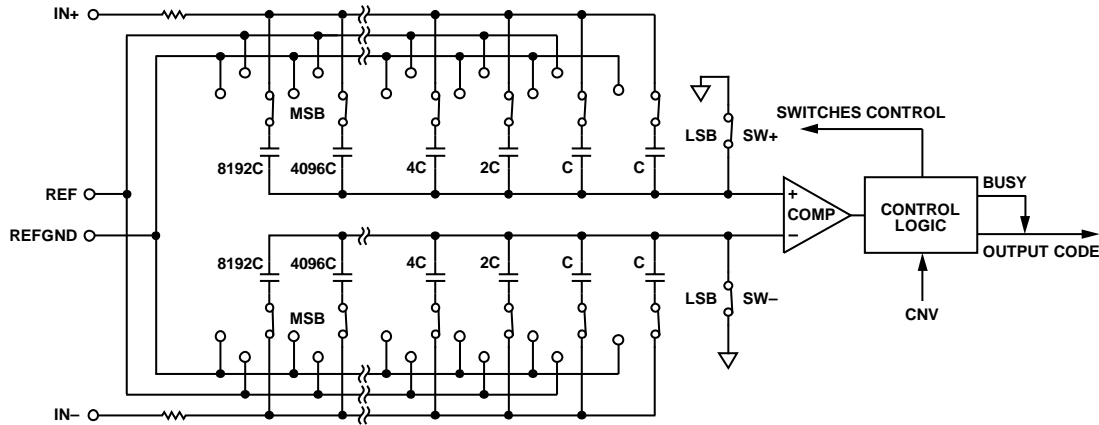 IN+
MSB
8192C 4096C 4C 2C C C
LSB SW+
SWITCHES CONTROL
REF
REFGND
+
COMP
−
CONTROL
LOGIC
BUSY
OUTPUT CODE
CNV
8192C 4096C 4C 2C C C
MSB
LSB SW−
IN−